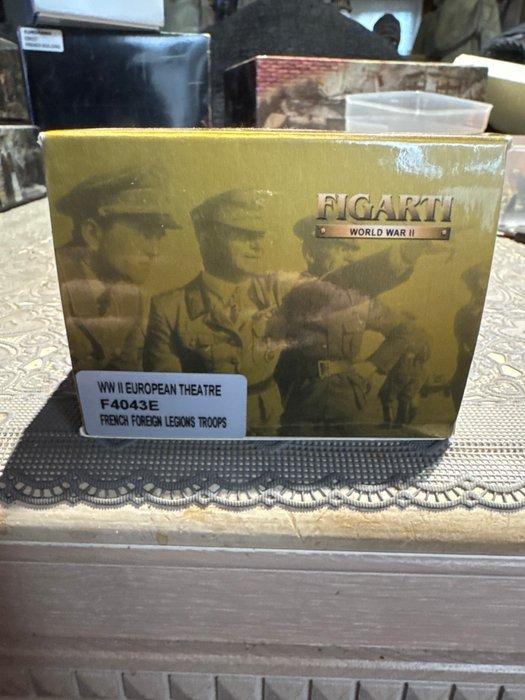 FIGARTI
WORLD WAR II
WW II EUROPEAN THEATRE
F4043E
FRENCH FOREIGN LEGIONS TROOPS